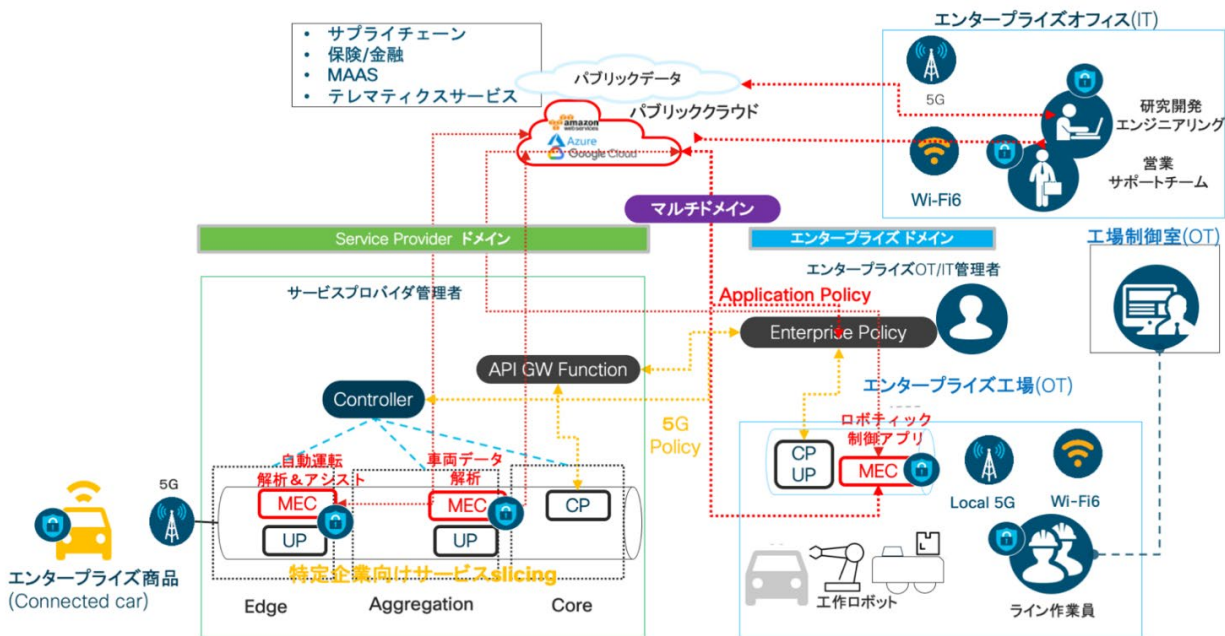 • サプライチェーン
• 保険/金融
• MAAS
• テレマティクスサービス
パブリックデータ
パブリッククラウド
amazon
webservices
Azure
Google Cloud
エンタープライズオフィス(IT)
5G
研究開発
エンジニアリング
Wi-Fi6
営業
サポートチーム
マルチドメイン
Service Provider ドメイン
エンタープライズ ドメイン
工場制御室(OT)
サービスプロバイダ管理者
エンタープライズOT/IT管理者
Application Policy
Enterprise Policy
API GW Function
Controller
5G
Policy
エンタープライズ工場(OT)
ロボティック
制御アプリ
CP
UP
MEC
Local 5G
Wi-Fi6
自動運転
解析&アシスト
車両データ
解析
5G
MEC
UP
MEC
UP
CP
特定企業向けサービスslicing
エンタープライズ商品
(Connected car)
Edge
Aggregation
Core
工作ロボット
ライン作業員